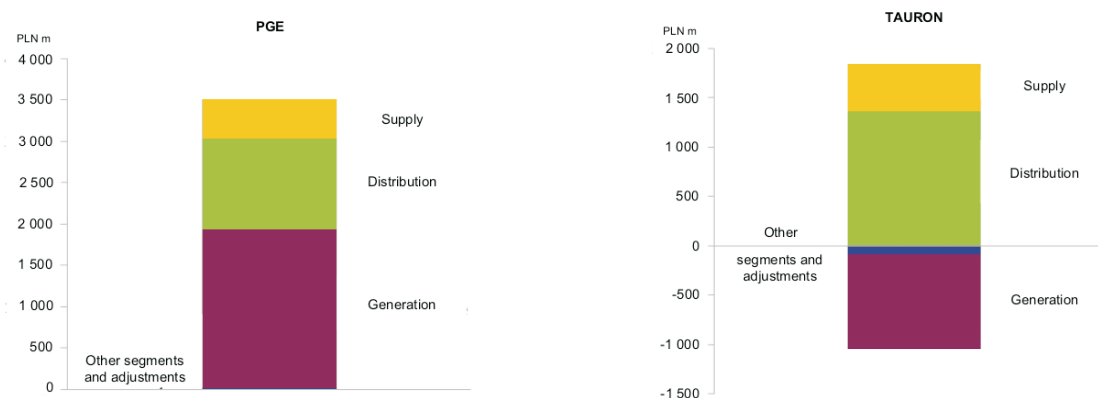 PGE
PLN m
4 000
3 500
3 000
2 500
2 000
1 500
1 000
500
0
Supply
Distribution
Generation
Other segments
and adjustments
TAURON
PLN m
2 000
1 500
1 000
500
0
-500
-1 000
-1 500
Supply
Distribution
Other
segments and
adjustments
Generation